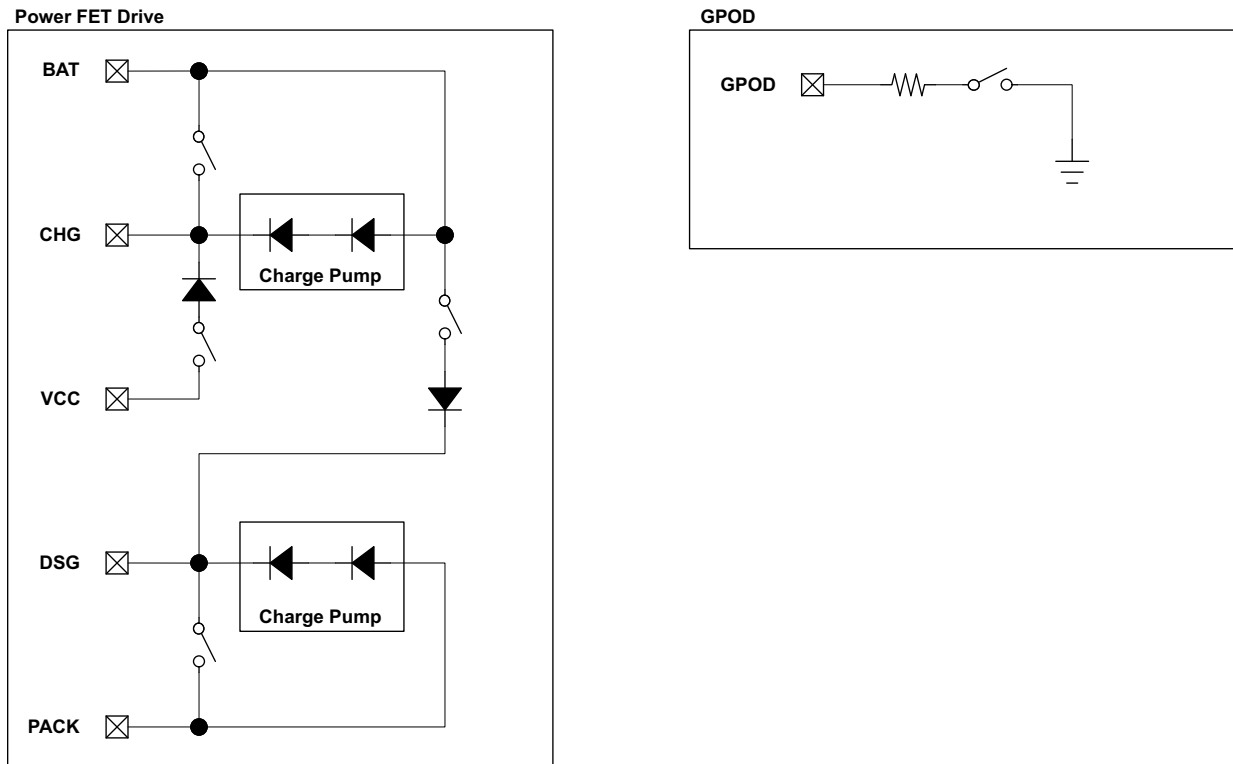 Power FET Drive
BAT
CHG
Charge Pump
VCC
DSG
Charge Pump
PACK
GPOD
GPOD